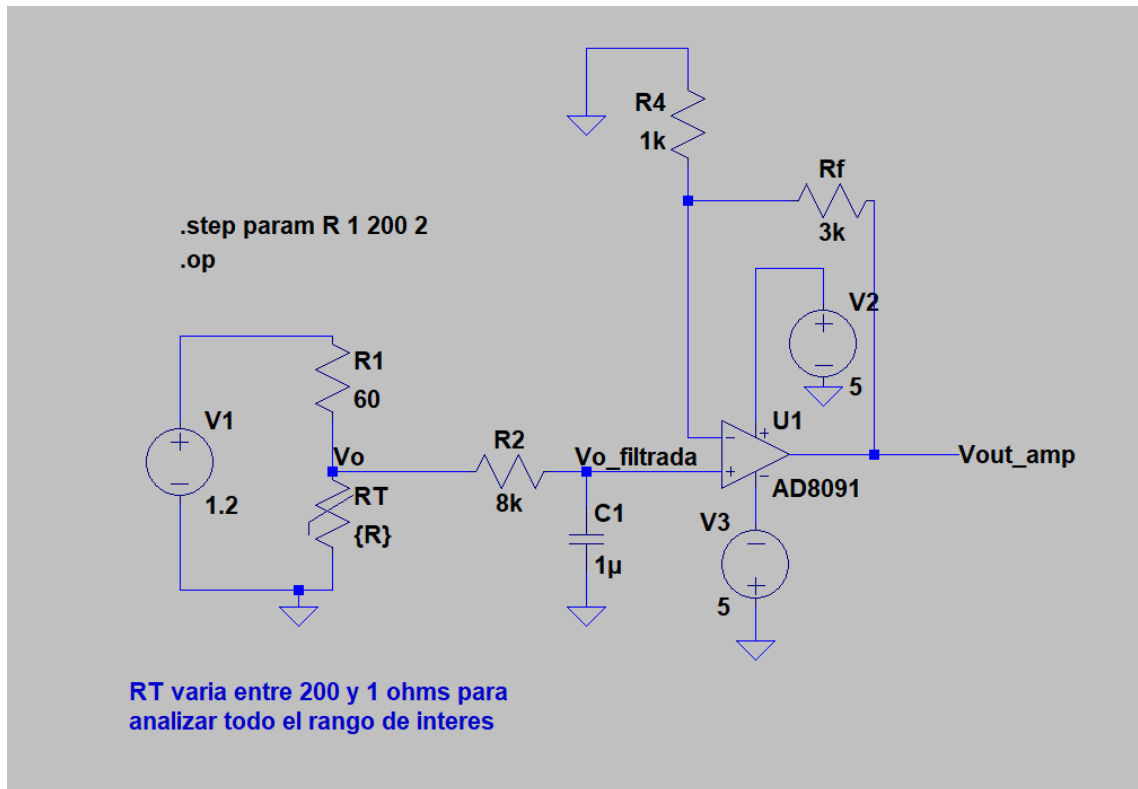 R4
1k
Rf
3k
.step param R 1 200 2
.op
V2
5
R1
60
V1
1.2
U1
Vo
R2
8k
Vo_filtrada
Vout_amp
AD8091
RT
{R}
C1
1µ
V3
5
RT varia entre 200 y 1 ohms para
analizar todo el rango de interes